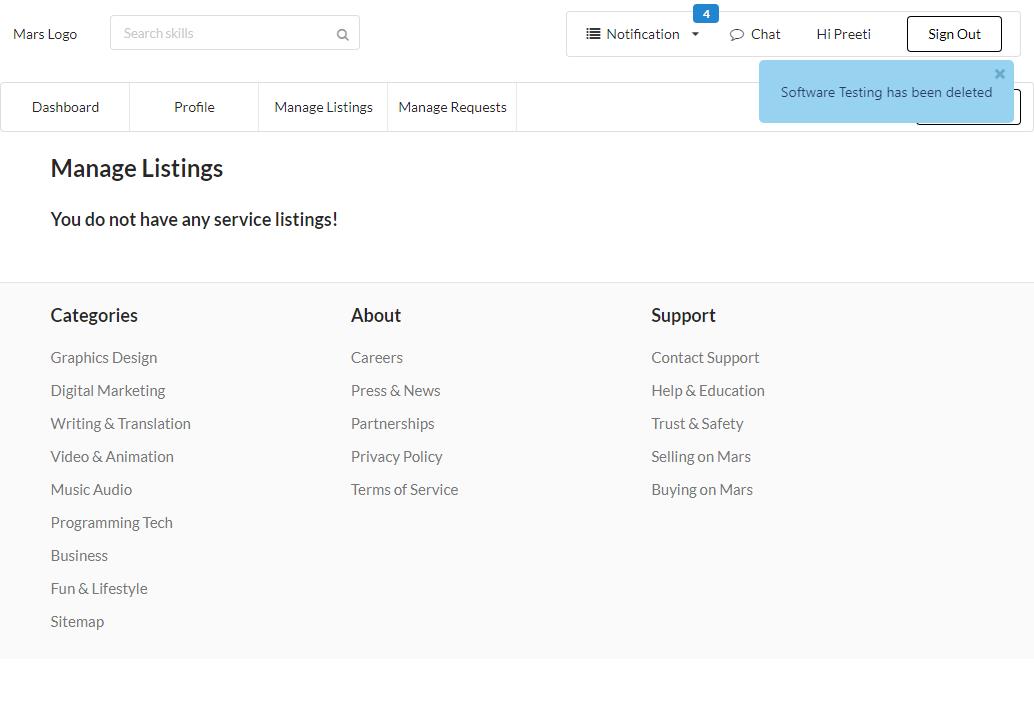 Mars Logo
Search skills
4
Notification
Chat
Hi Preeti
Sign Out
Software Testing has been deleted
Dashboard
Profile
Manage Listings
Manage Requests
Manage Listings
You do not have any service listings!
Categories
Graphics Design
Digital Marketing
Writing & Translation
Video & Animation
Music Audio
Programming Tech
Business
Fun & Lifestyle
Sitemap
About
Careers
Press & News
Partnerships
Privacy Policy
Terms of Service
Support
Contact Support
Help & Education
Trust & Safety
Selling on Mars
Buying on Mars